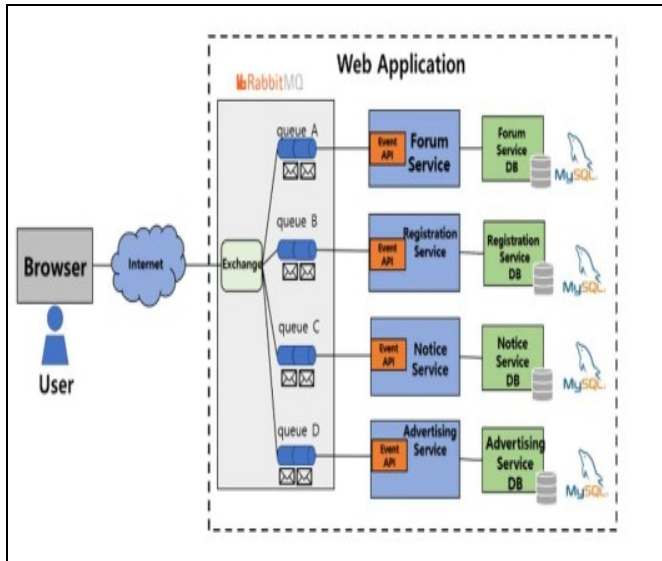 Web Application
RabbitMQ
queue A
Event
API
Forum
Service
Forum
Service
DB
MySQL
queue B
Event
API
Registration
Service
Registration
Service
DB
MySQL
Browser
Internet
Exchange
User
queue C
Event
API
Notice
Service
Notice
Service
DB
MySQL
queue D
Event
API
Advertising
Service
Advertising
Service
DB
MySQL